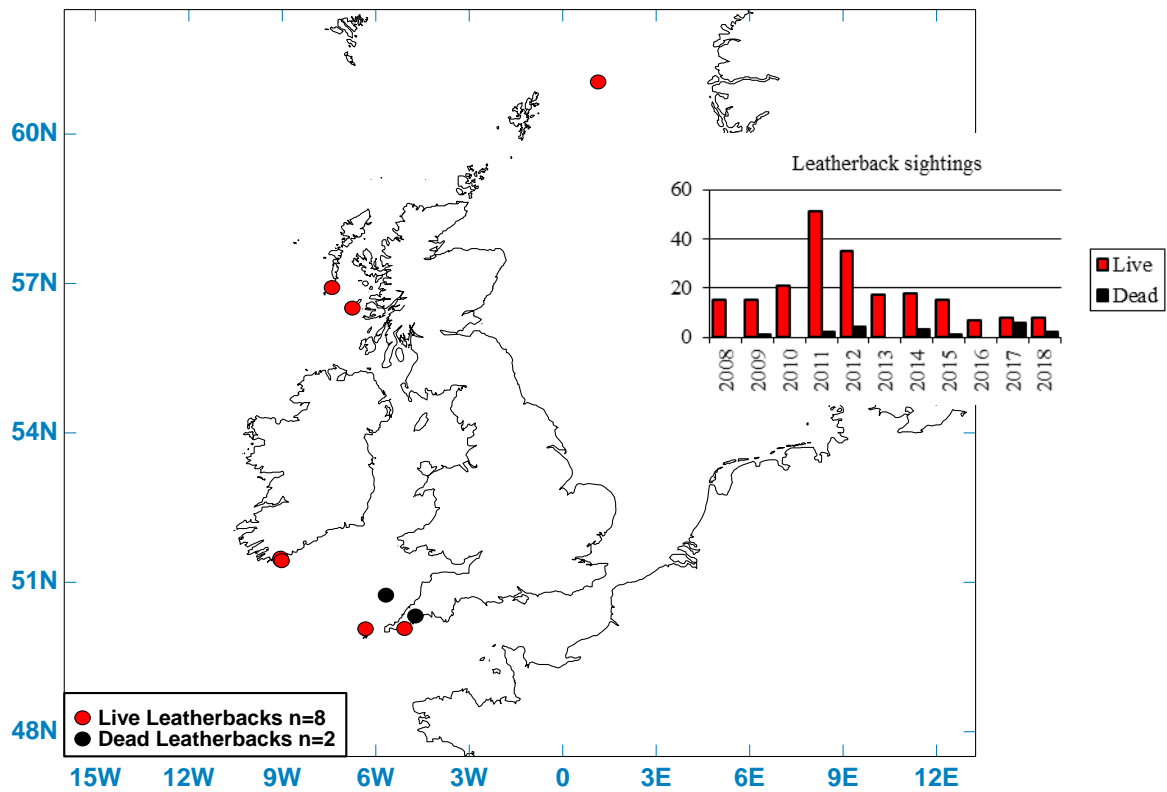 60N
57N
54N
51N
48N
Leatherback sightings
60
40
20
0
2008 2009 2010 2011 2012 2013 2014 2015 2016 2017 2018
Live
Dead
Live Leatherbacks n=8
Dead Leatherbacks n=2
15W 12W 9W 6W 3W 0 3E 6E 9E 12E